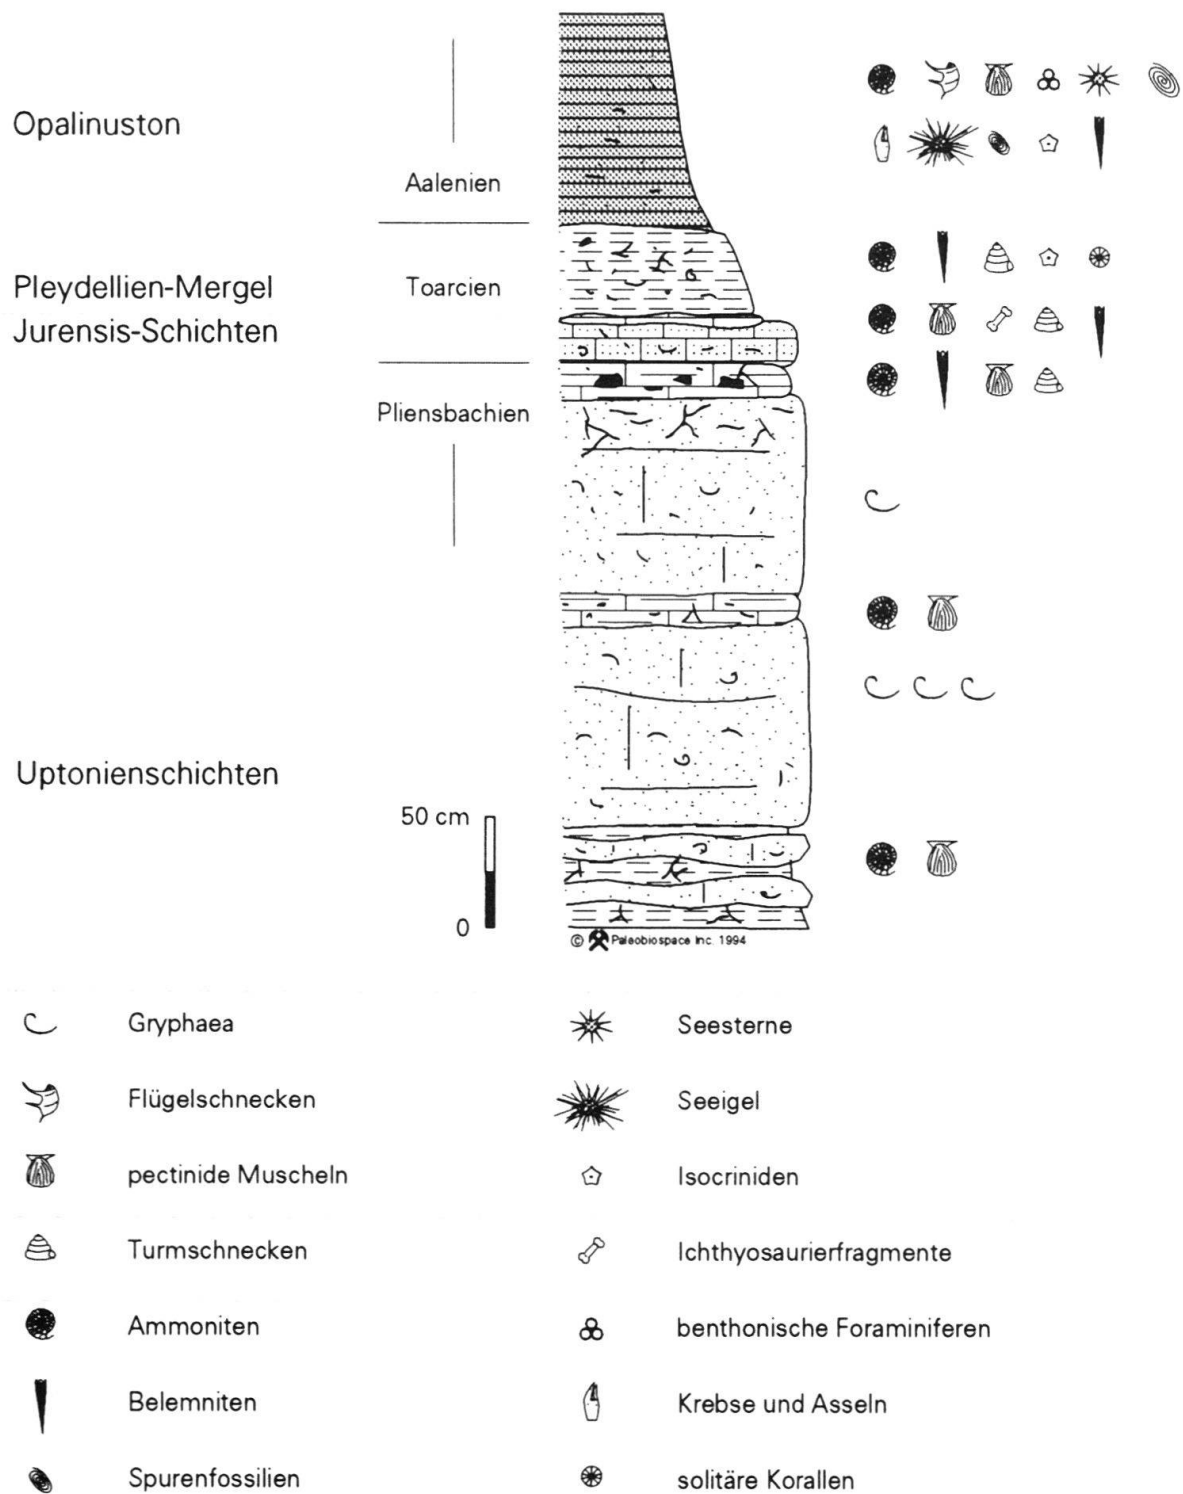 Opalinuston
Aalenien
Pleydellien-Mergel
Jurensis-Schichten
Toarcien
Pliensbachien
Uptonienschichten
50 cm
0
© Paleobiospace Inc. 1994
Gryphaea
Seesterne
Flügelschnecken
Seeigel
pectinide Muscheln
Isocriniden
Turmschnecken
Ichthyosaurierfragmente
Ammoniten
benthonische Foraminiferen
Belemniten
Krebse und Asseln
Spurenfossilien
solitäre Korallen